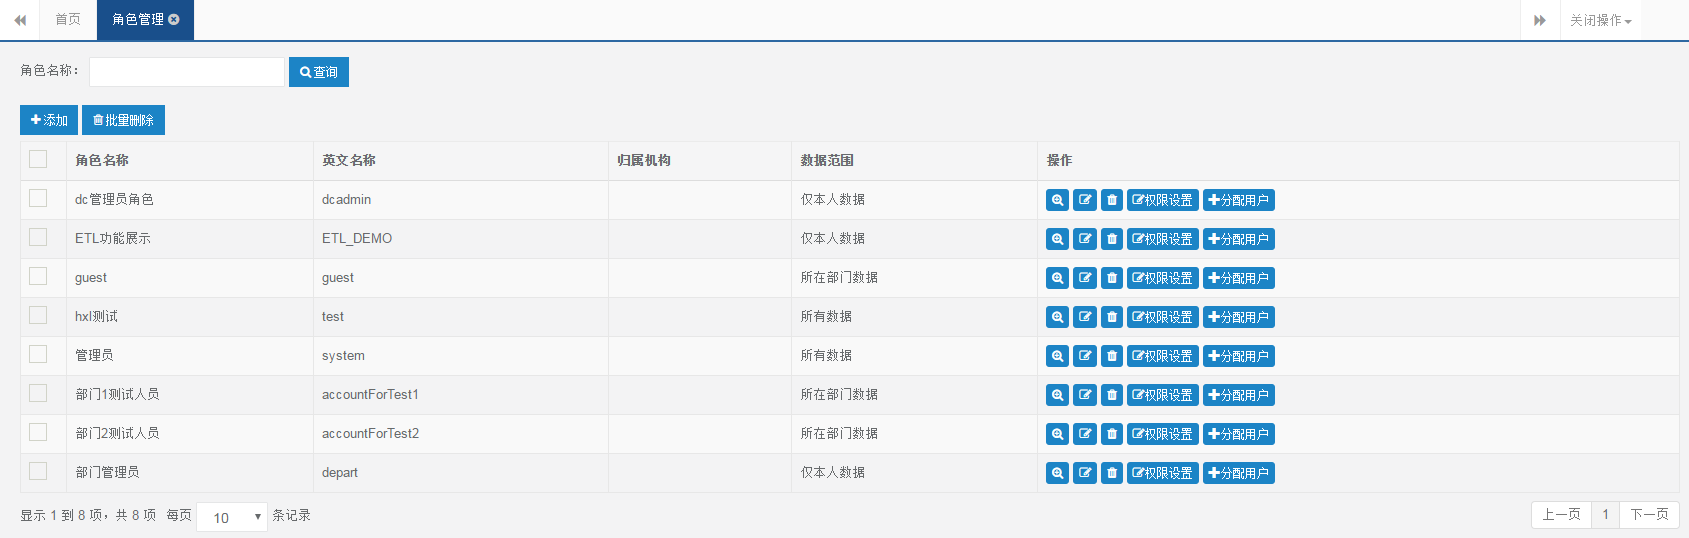 首页 角色管理 关闭操作
角色名称： 查询
添加 批量删除
角色名称 英文名称 归属机构 数据范围 操作
dc管理员角色 dcadmin 仅本人数据 权限设置 分配用户
ETL功能展示 ETL_DEMO 仅本人数据 权限设置 分配用户
guest guest 所在部门数据 权限设置 分配用户
hxl测试 test 所有数据 权限设置 分配用户
管理员 system 所有数据 权限设置 分配用户
部门1测试人员 accountForTest1 所在部门数据 权限设置 分配用户
部门2测试人员 accountForTest2 所在部门数据 权限设置 分配用户
部门管理员 depart 仅本人数据 权限设置 分配用户
显示 1 到 8 项，共 8 项 每页 10 条记录 上一页 1 下一页